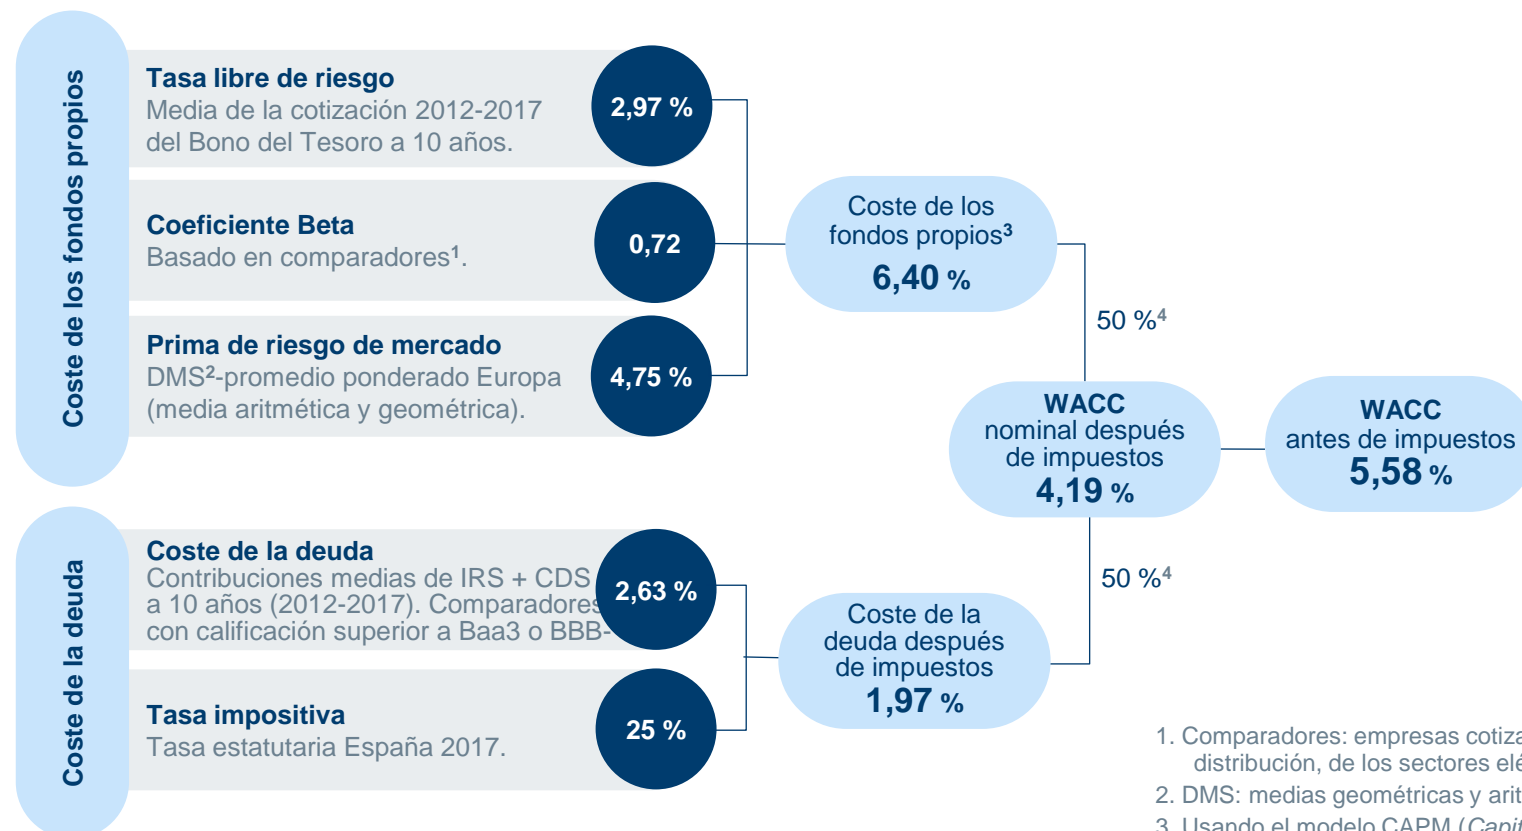 Coste de los fondos propios
Tasa libre de riesgo
Media de la cotización 2012-2017
del Bono del Tesoro a 10 años.
2,97 %
Coeficiente Beta
Basado en comparadores¹.
0,72
Prima de riesgo de mercado
DMS²-promedio ponderado Europa
(media aritmética y geométrica).
4,75 %
Coste de los
fondos propios³
6,40 %
50 %⁴
WACC
nominal después
de impuestos
4,19 %
WACC
antes de impuestos
5,58 %
Coste de la deuda
Coste de la deuda
Contribuciones medias de IRS + CDS
a 10 años (2012-2017). Comparadores
con calificación superior a Baa3 o BBB-
2,63 %
Tasa impositiva
Tasa estatutaria España 2017.
25 %
Coste de la
deuda después
de impuestos
1,97 %
50 %⁴
1. Comparadores: empresas
distribución, de los sectores
2. DMS: medias geométricas y
3. Usando el modelo CAPM